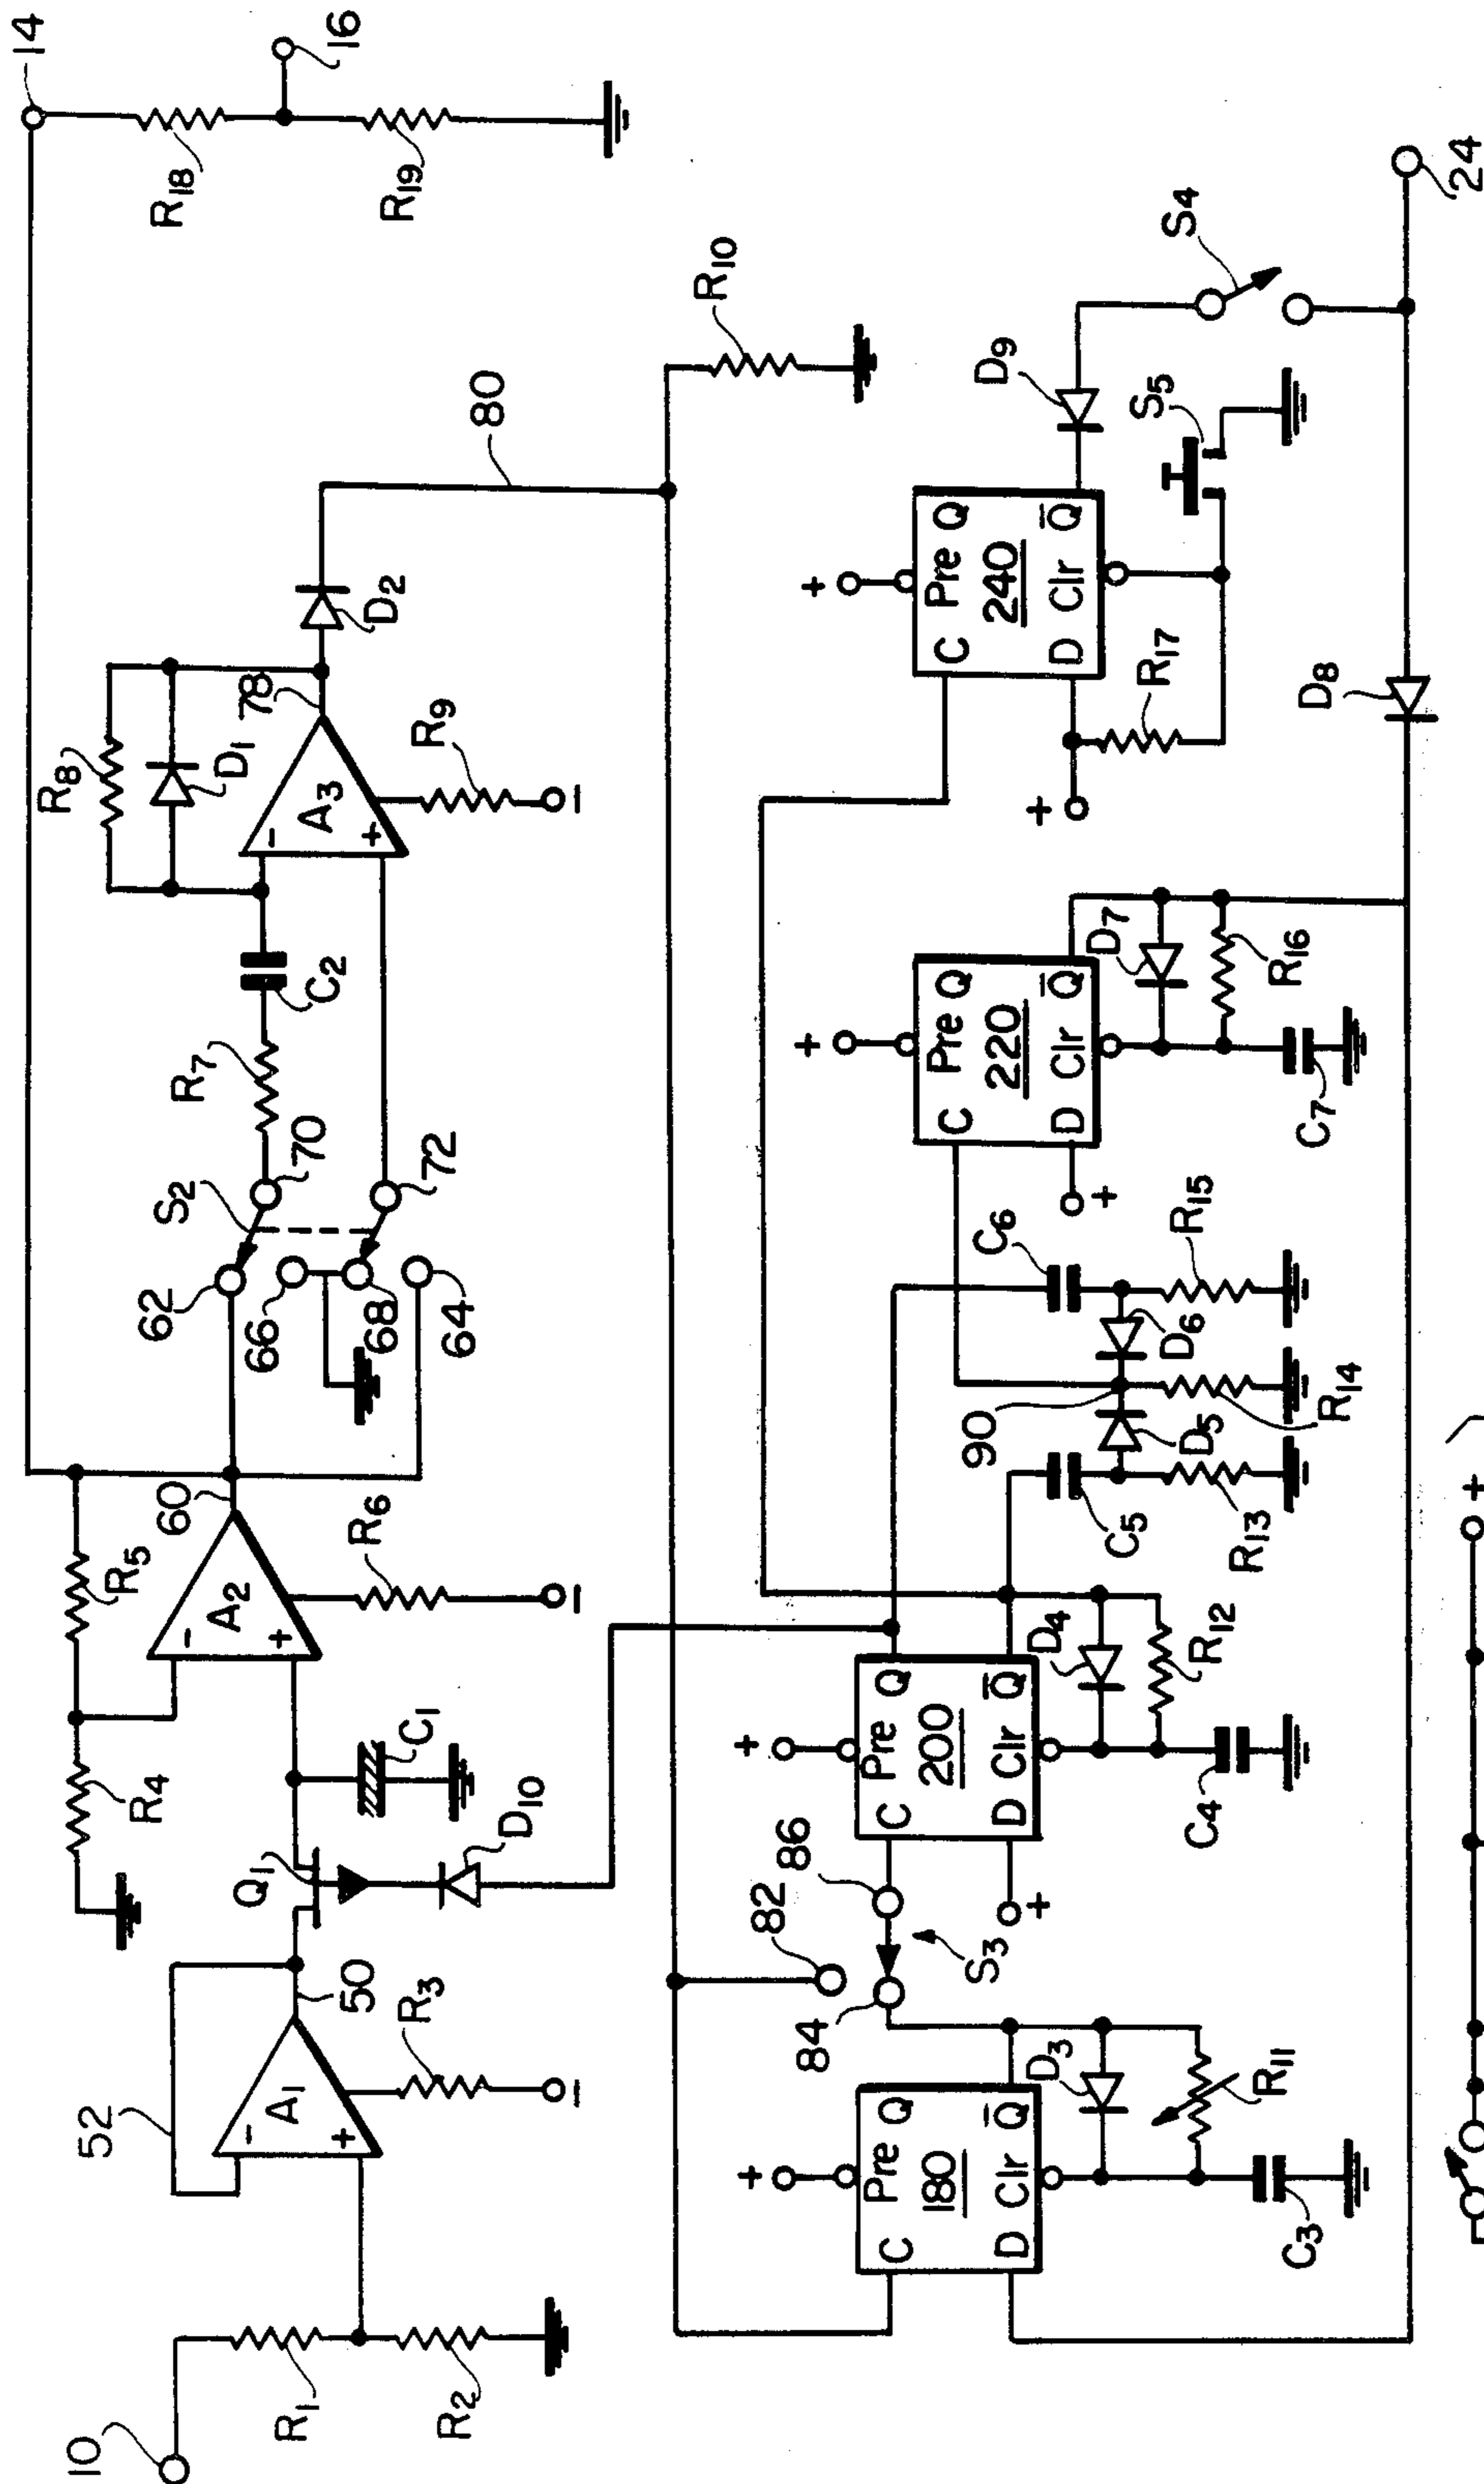 10
R1
R2
52
A1
-
+
50
R3
-
Q1
D10
C1
R4
R5
A2
-
+
60
R6
-
62
66
68
64
S2
70
72
R7
C2
R8
D1
A3
-
+
78
R9
-
D2
80
R10
14
R18
16
R19
+
C Pre Q
180
D Clr Q̅
D3
R11
C3
82
84
86
S3
+
C Pre Q
200
D Clr Q̅
+
D4
R12
C4
C5
R13
D5
90
R14
D6
C6
R15
+
C Pre Q
220
D Clr Q̅
+
D7
R16
C7
+
C Pre Q
240
D Clr Q̅
+
R17
D9
S5
S4
D8
24
+